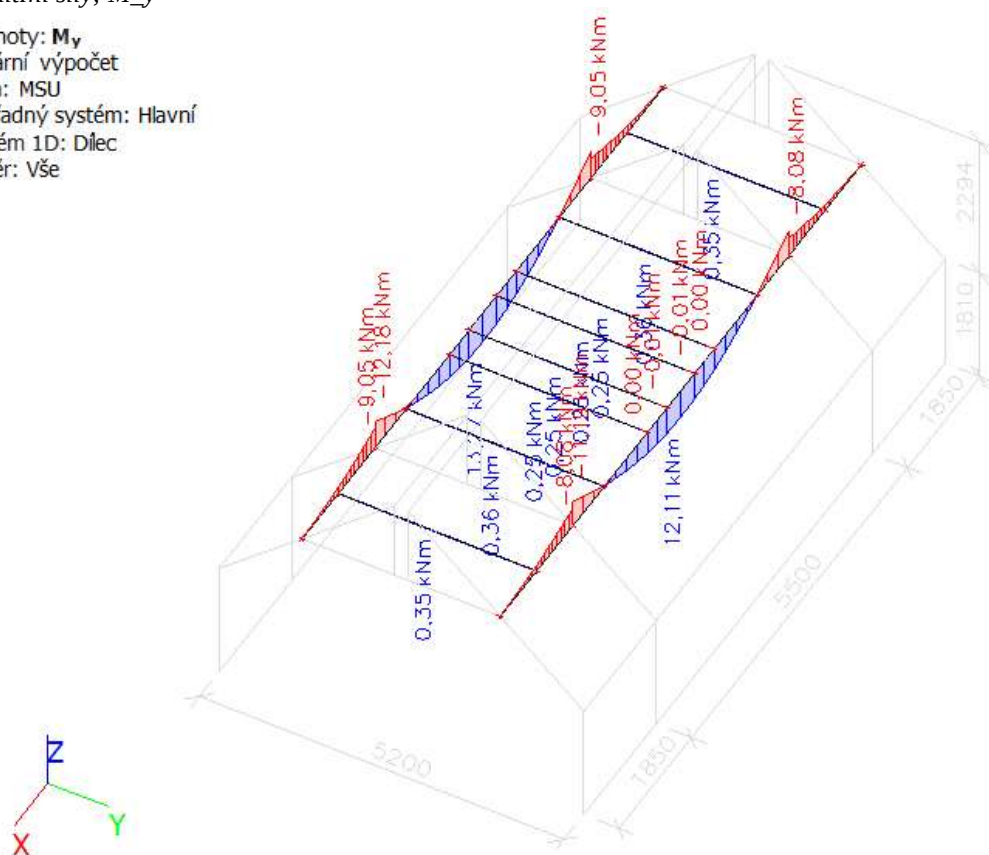 hodnoty: My
ární výpočet
: MSU
adný systém: Hlavní
ém 1D: Dílec
ěr: Vše
-9,05 kNm
-8,08 kNm
2294
0,35 kNm
-0,01 kNm
0,00 kNm
1810
1850
-9,05 kNm
-12,18 kNm
0,00 kNm
0,25 kNm
0,25 kNm
0,36 kNm
12,11 kNm
0,35 kNm
5500
5200
1850
Z
Y
X